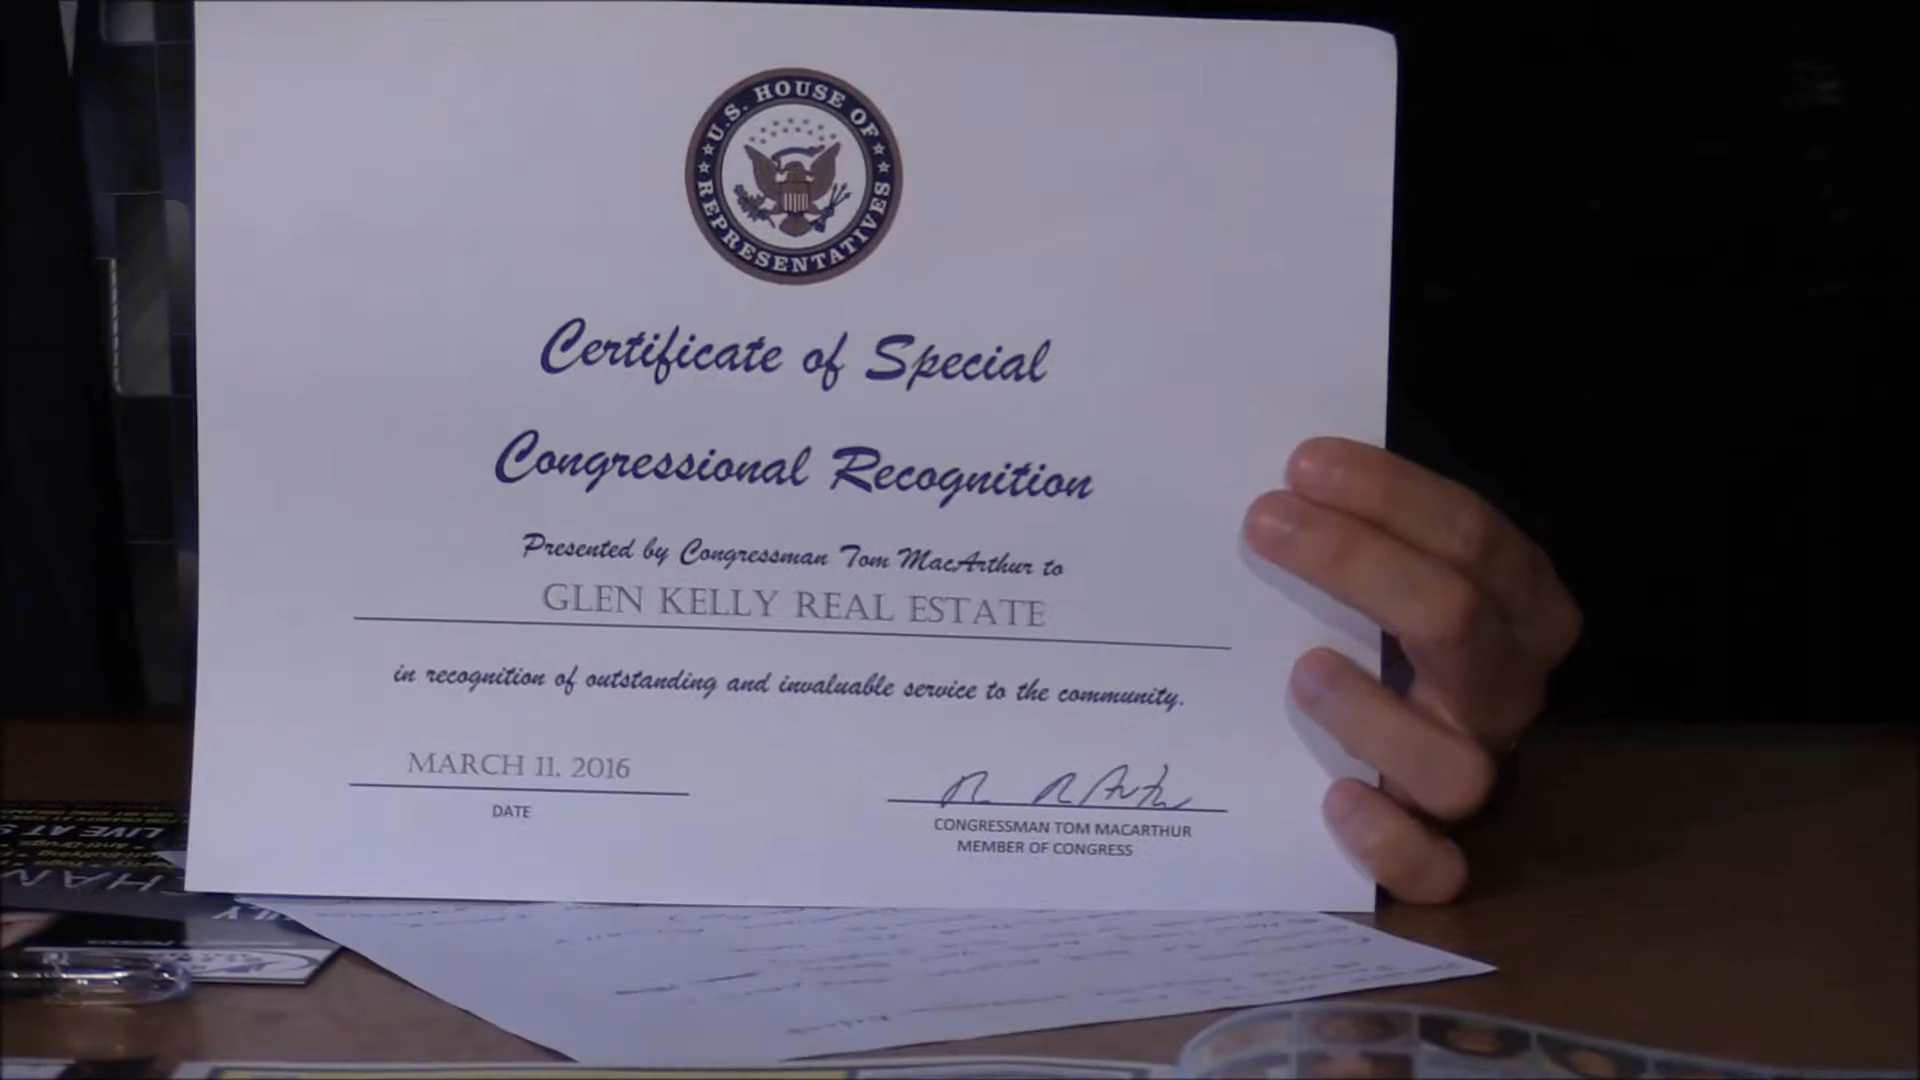 U.S. HOUSE OF
REPRESENTATIVES
Certificate of Special
Congressional Recognition
Presented by Congressman Tom MacArthur to
GLEN KELLY REAL ESTATE
in recognition of outstanding and invaluable service to the community.
MARCH 11, 2016
DATE
CONGRESSMAN TOM MACARTHUR
MEMBER OF CONGRESS
LIVE AT